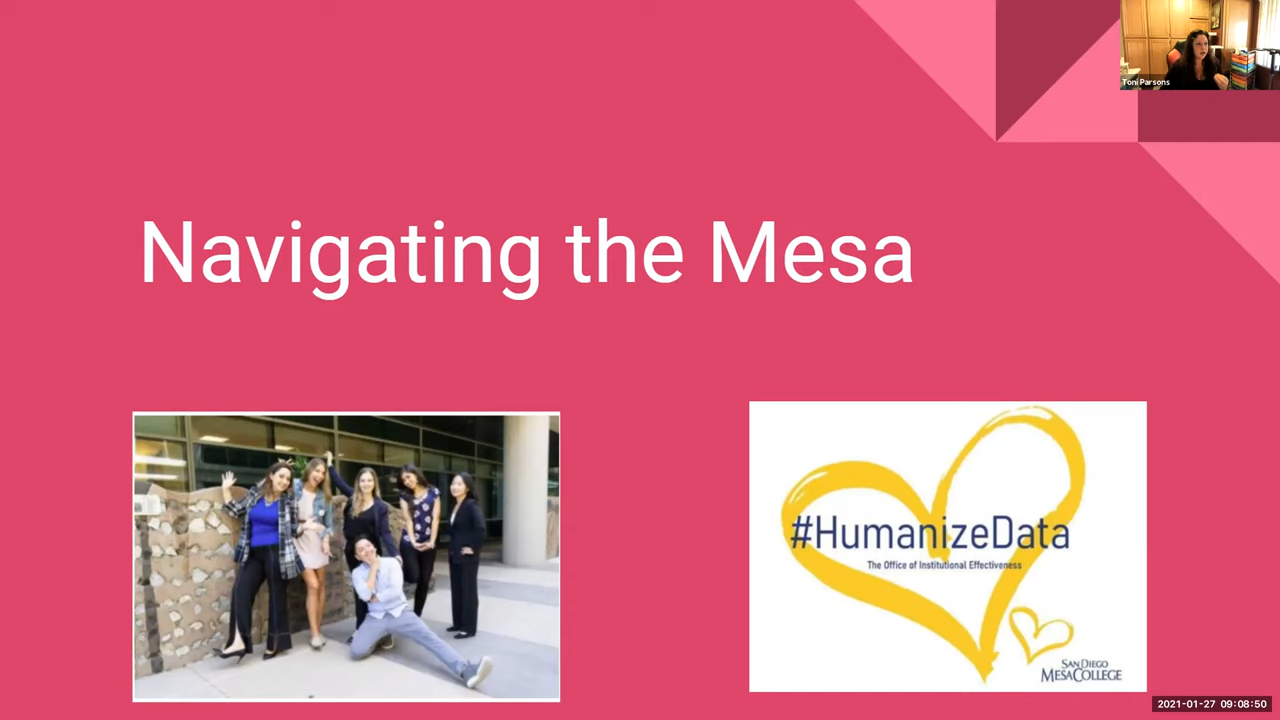 Toni Parsons
Navigating the Mesa
#HumanizeData
The Office of Institutional Effectiveness
SAN DIEGO
MESA COLLEGE
2021-01-27 09:08:50